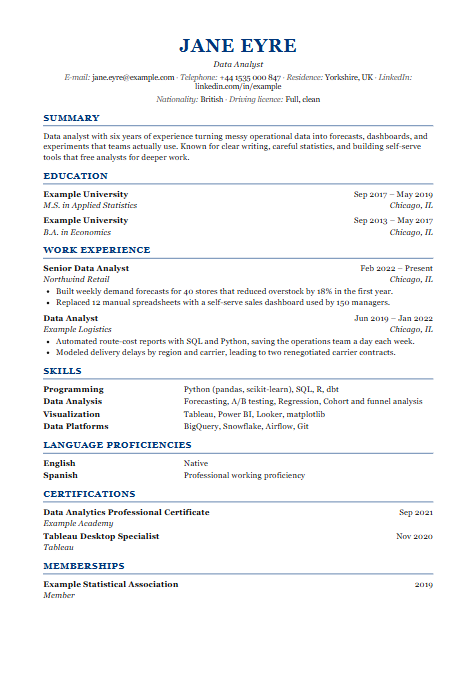 JANE EYRE
Data Analyst
E-mail: jane.eyre@example.com · Telephone: +44 1535 000 847 · Residence: Yorkshire, UK · LinkedIn:
linkedin.com/in/example
Nationality: British · Driving licence: Full, clean
SUMMARY
Data analyst with six years of experience turning messy operational data into forecasts, dashboards, and
experiments that teams actually use. Known for clear writing, careful statistics, and building self-serve
tools that free analysts for deeper work.
EDUCATION
Example University Sep 2017 – May 2019
M.S. in Applied Statistics Chicago, IL
Example University Sep 2013 – May 2017
B.A. in Economics Chicago, IL
WORK EXPERIENCE
Senior Data Analyst Feb 2022 – Present
Northwind Retail Chicago, IL
• Built weekly demand forecasts for 40 stores that reduced overstock by 18% in the first year.
• Replaced 12 manual spreadsheets with a self-serve sales dashboard used by 150 managers.
Data Analyst Jun 2019 – Jan 2022
Example Logistics Chicago, IL
• Automated route-cost reports with SQL and Python, saving the operations team a day each week.
• Modeled delivery delays by region and carrier, leading to two renegotiated carrier contracts.
SKILLS
Programming Python (pandas, scikit-learn), SQL, R, dbt
Data Analysis Forecasting, A/B testing, Regression, Cohort and funnel analysis
Visualization Tableau, Power BI, Looker, matplotlib
Data Platforms BigQuery, Snowflake, Airflow, Git
LANGUAGE PROFICIENCIES
English Native
Spanish Professional working proficiency
CERTIFICATIONS
Data Analytics Professional Certificate Sep 2021
Example Academy
Tableau Desktop Specialist Nov 2020
Tableau
MEMBERSHIPS
Example Statistical Association 2019
Member